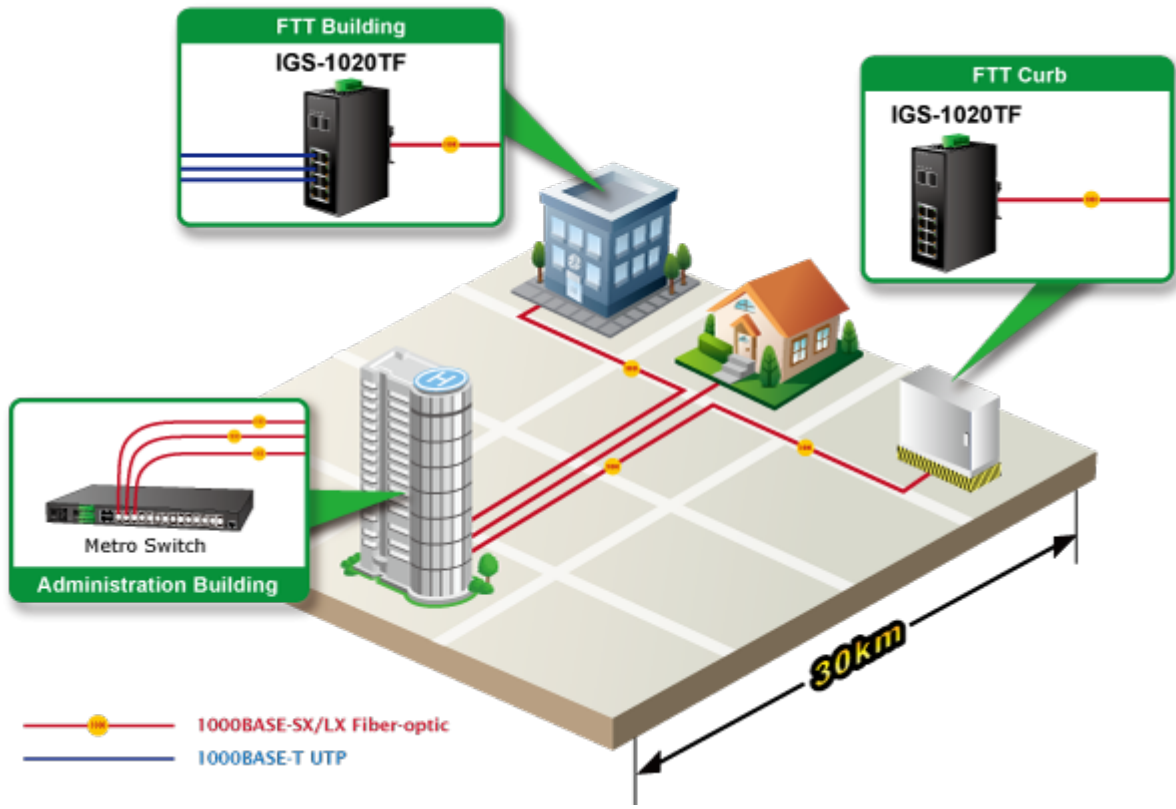 FTT Building
IGS-1020TF
FTT Curb
IGS-1020TF
H
Metro Switch
Administration Building
30km
1000BASE-SX/LX Fiber-optic
1000BASE-T UTP